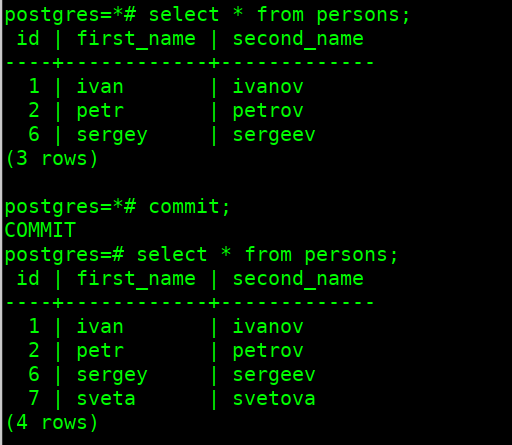 postgres=*# select * from persons;
 id | first_name | second_name
----+------------+-------------
  1 | ivan       | ivanov
  2 | petr       | petrov
  6 | sergey     | sergeev
(3 rows)

postgres=*# commit;
COMMIT
postgres=# select * from persons;
 id | first_name | second_name
----+------------+-------------
  1 | ivan       | ivanov
  2 | petr       | petrov
  6 | sergey     | sergeev
  7 | sveta      | svetova
(4 rows)